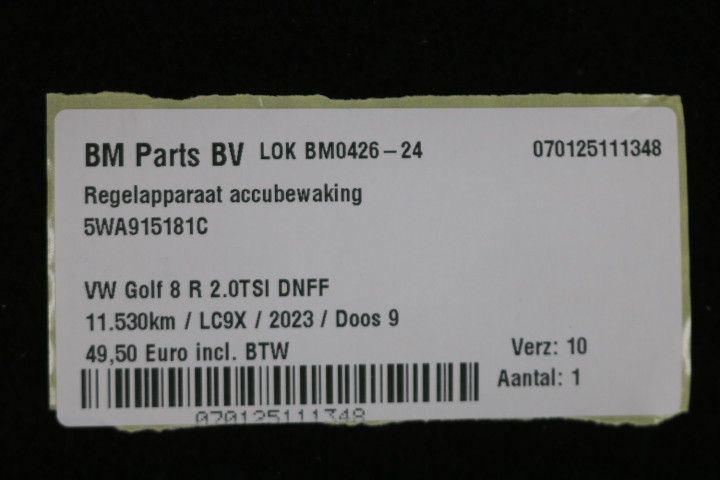 BM Parts BV LOK BM0426-24 070125111348
Regelapparaat accubewaking
5WA915181C
VW Golf 8 R 2.0TSI DNFF
11.530km / LC9X / 2023 / Doos 9
49,50 Euro incl. BTW Verz: 10
Aantal: 1
070125111348